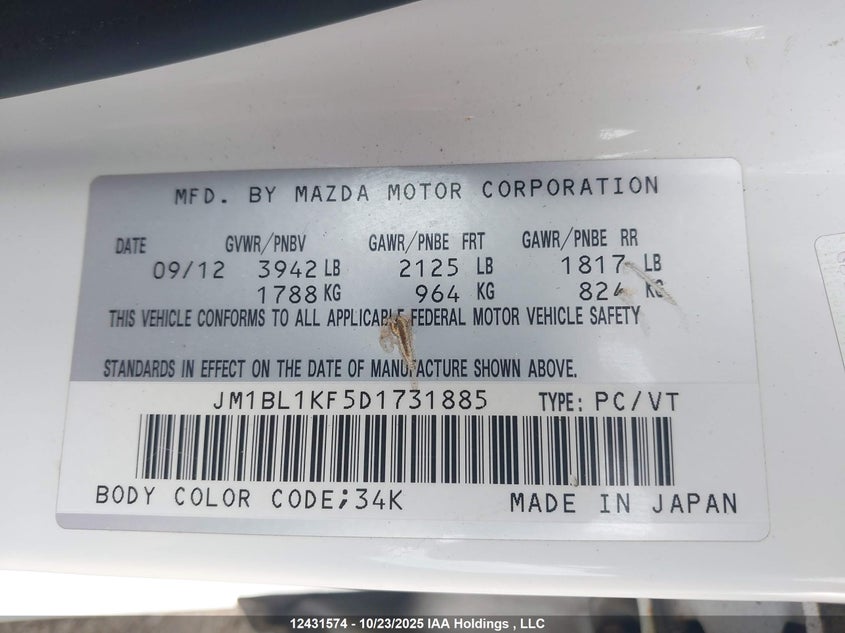 MFD. BY MAZDA MOTOR CORPORATION
DATE GVWR/PNBV GAWR/PNBE FRT GAWR/PNBE RR
09/12 3942 LB 2125 LB 1817 LB
1788 KG 964 KG 824 KG
THIS VEHICLE CONFORMS TO ALL APPLICABLE FEDERAL MOTOR VEHICLE SAFETY
STANDARDS IN EFFECT ON THE DATE OF MANUFACTURE SHOWN ABOVE.
JM1BL1KF5D1731885 TYPE: PC/VT
BODY COLOR CODE;34K MADE IN JAPAN
12431574 - 10/23/2025 IAA Holdings , LLC